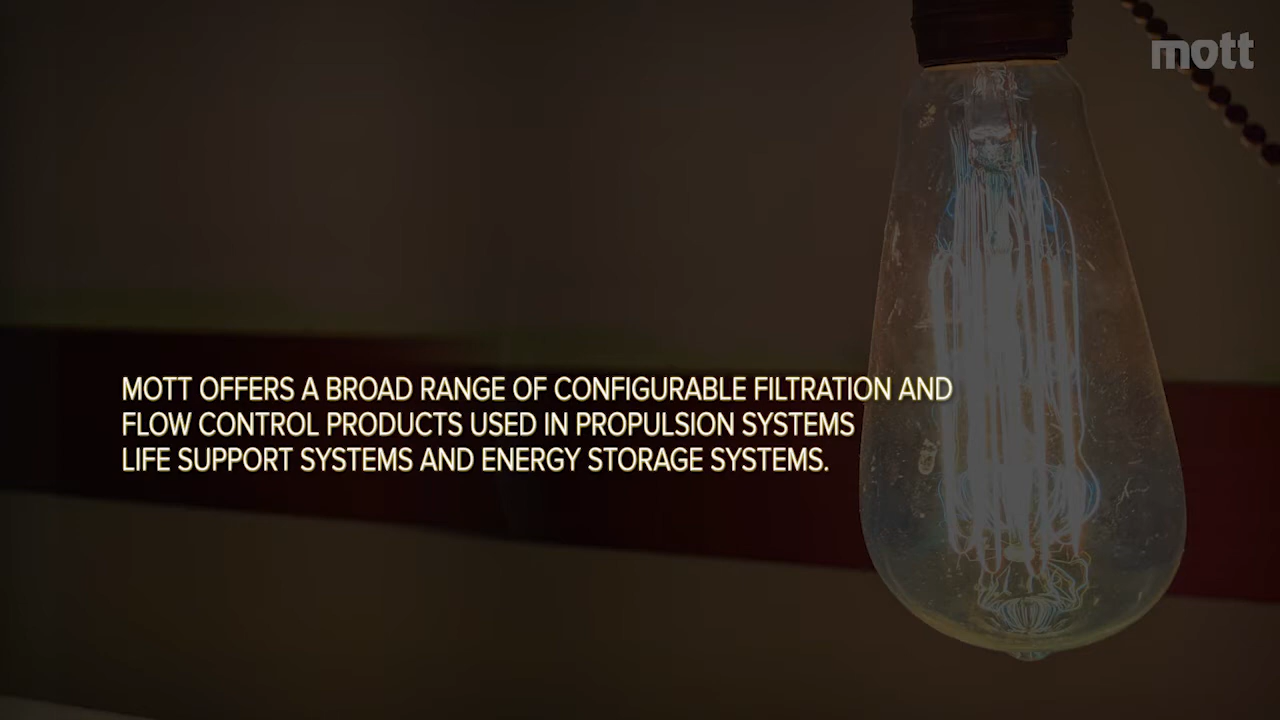 mott
MOTT OFFERS A BROAD RANGE OF CONFIGURABLE FILTRATION AND
FLOW CONTROL PRODUCTS USED IN PROPULSION SYSTEMS
LIFE SUPPORT SYSTEMS AND ENERGY STORAGE SYSTEMS.